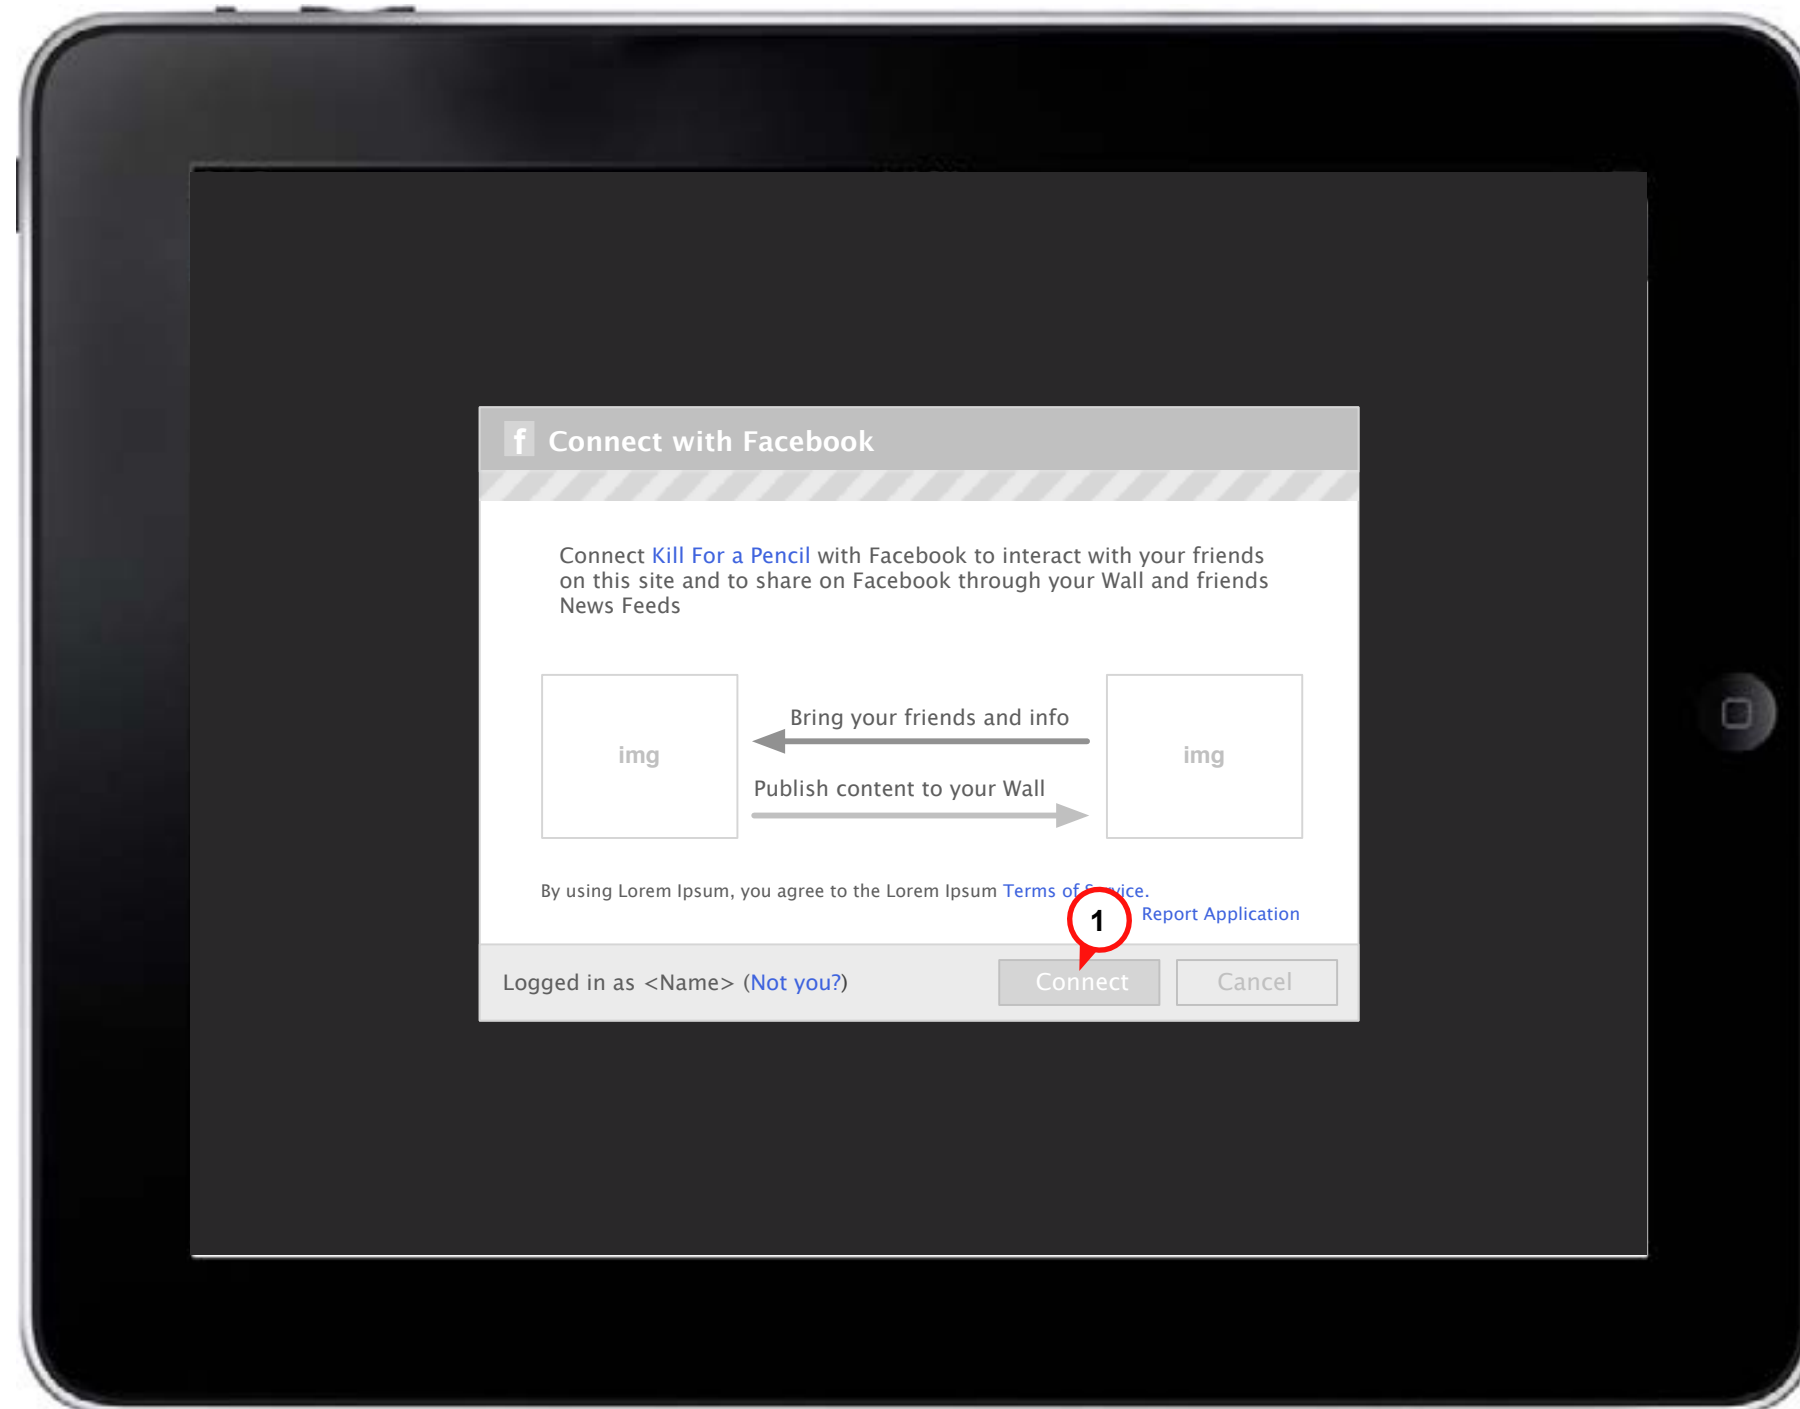 f Connect with Facebook
Connect Kill For a Pencil with Facebook to interact with your friends
on this site and to share on Facebook through your Wall and friends
News Feeds
img
Bring your friends and info
Publish content to your Wall
img
By using Lorem Ipsum, you agree to the Lorem Ipsum Terms of Service.
1
Report Application
Logged in as <Name> (Not you?)
Connect
Cancel